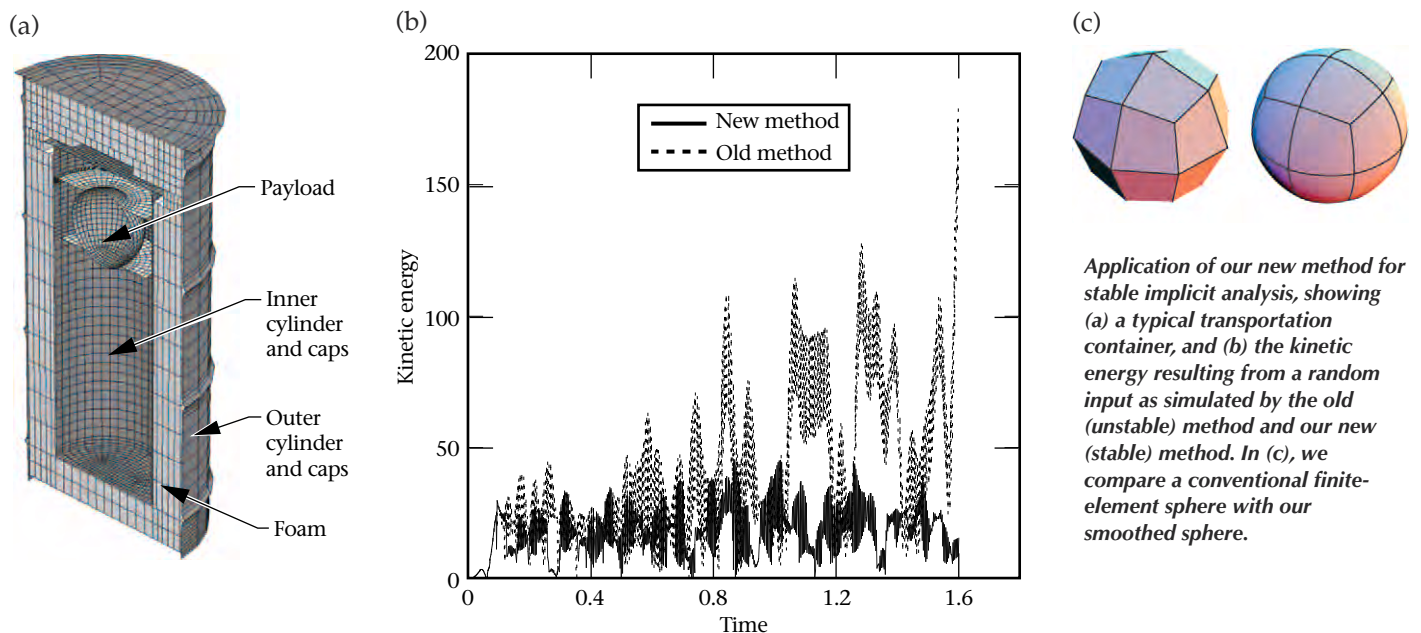 (a)
Payload
Inner
cylinder
and caps
Outer
cylinder
and caps
Foam
(b)
200
150
100
50
0
Kinetic energy
New method
Old method
0
0.4
0.8
1.2
1.6
Time
(c)
Application of our new method for
stable implicit analysis, showing
(a) a typical transportation
container, and (b) the kinetic
energy resulting from a random
input as simulated by the old
(unstable) method and our new
(stable) method. In (c), we
compare a conventional finite-
element sphere with our
smoothed sphere.